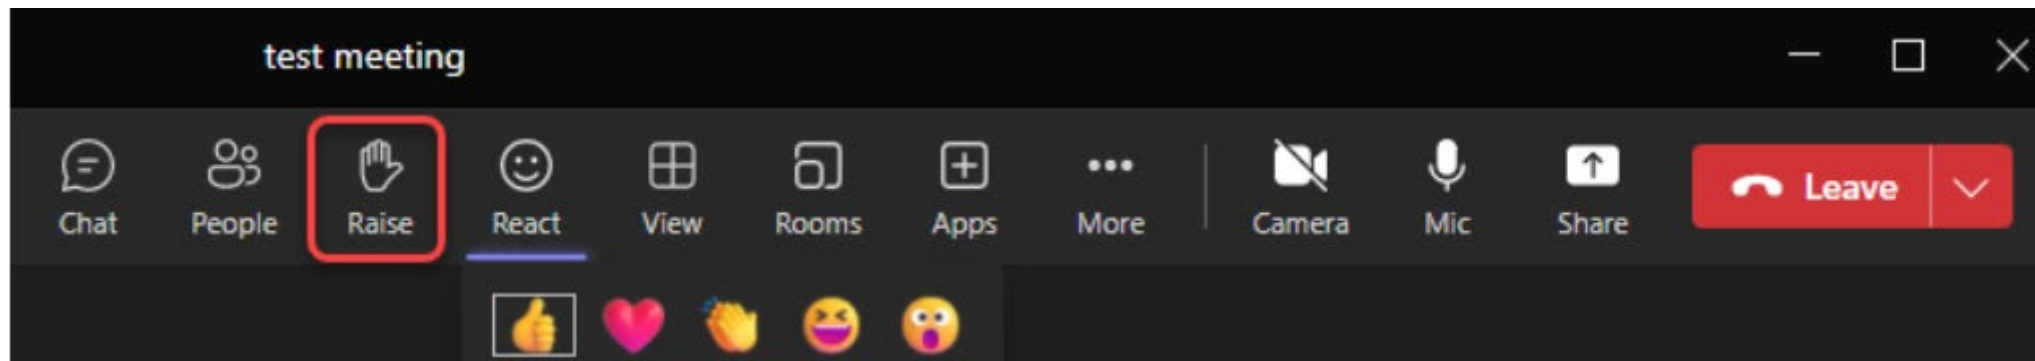 test meeting
Chat People Raise React View Rooms Apps More Camera Mic Share Leave